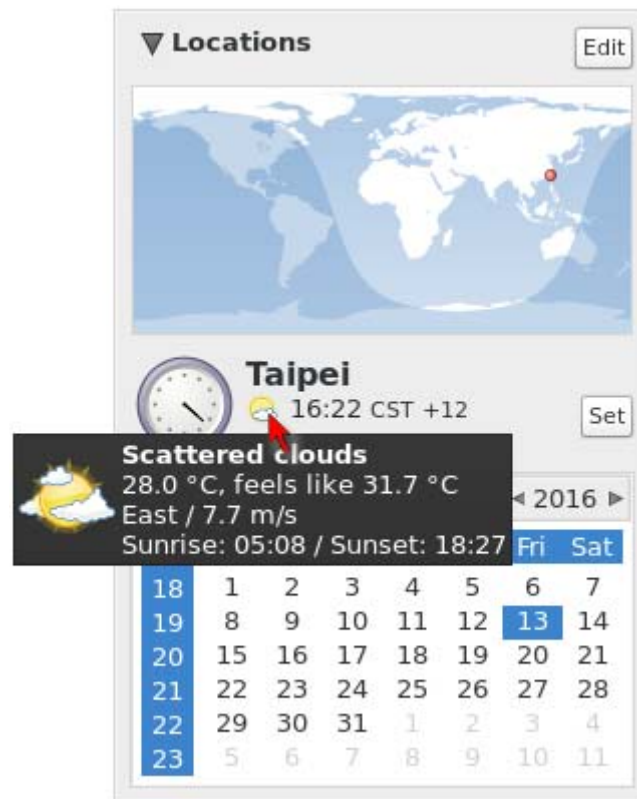 ▼ Locations
Edit
Taipei
16:22 CST +12
Set
Scattered clouds
28.0 °C, feels like 31.7 °C
East / 7.7 m/s
Sunrise: 05:08 / Sunset: 18:27
◂ 2016 ▸
Fri Sat
18 1 2 3 4 5 6 7
19 8 9 10 11 12 13 14
20 15 16 17 18 19 20 21
21 22 23 24 25 26 27 28
22 29 30 31 1 2 3 4
23 5 6 7 8 9 10 11